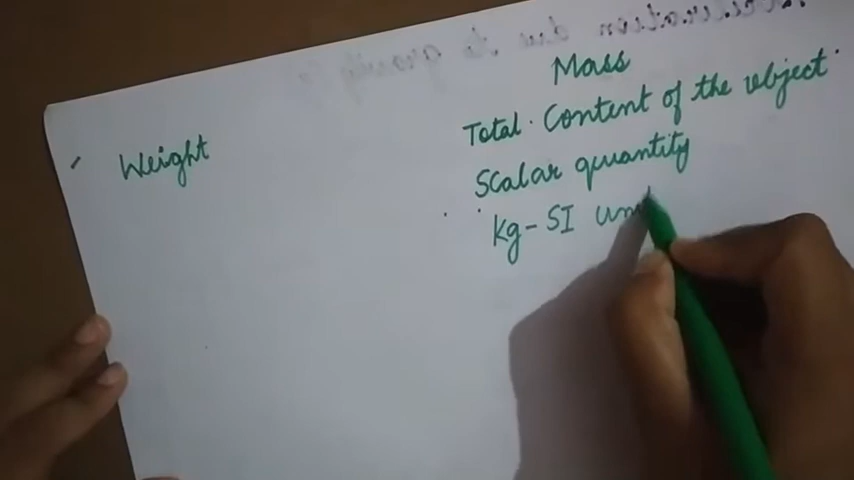 Mass
Total Content of the object
Weight
Scalar quantity
kg - SI